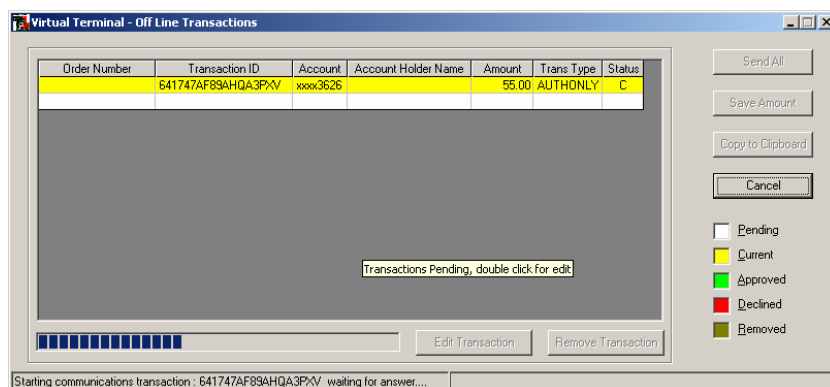 Virtual Terminal - Off Line Transactions
Order Number Transaction ID Account Account Holder Name Amount Trans Type Status
641747AF89AHQA3PXV xxxx3626 55.00 AUTHONLY C
Send All
Save Amount
Copy to Clipboard
Cancel
Pending
Current
Approved
Declined
Removed
Transactions Pending, double click for edit
Edit Transaction Remove Transaction
Starting communications transaction : 641747AF89AHQA3PXV waiting for answer....